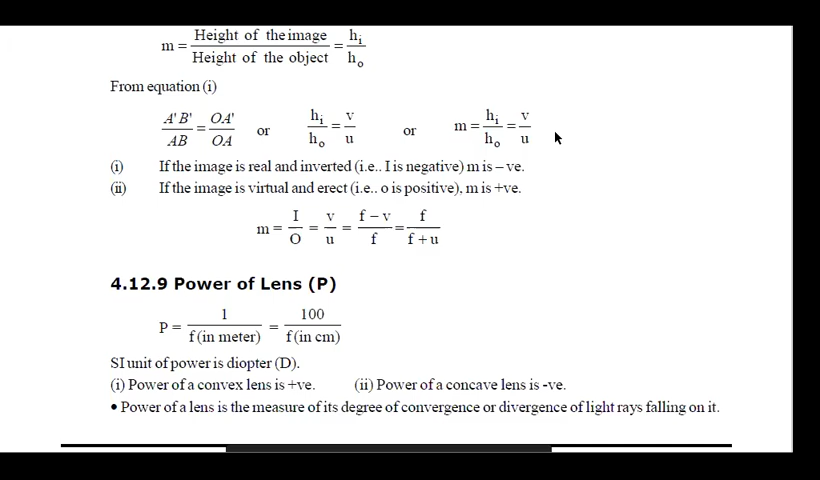 m = Height of the image / Height of the object = hᵢ / hₒ
From equation (i)
A'B' / AB = OA' / OA or hᵢ / hₒ = v / u or m = hᵢ / hₒ = v / u
(i) If the image is real and inverted (i.e.. I is negative) m is – ve.
(ii) If the image is virtual and erect (i.e.. o is positive). m is +ve.
m = I / O = v / u = f – v / f = f / f + u
4.12.9 Power of Lens (P)
P = 1 / f (in meter) = 100 / f (in cm)
SI unit of power is diopter (D).
(i) Power of a convex lens is +ve. (ii) Power of a concave lens is -ve.
• Power of a lens is the measure of its degree of convergence or divergence of light rays falling on it.